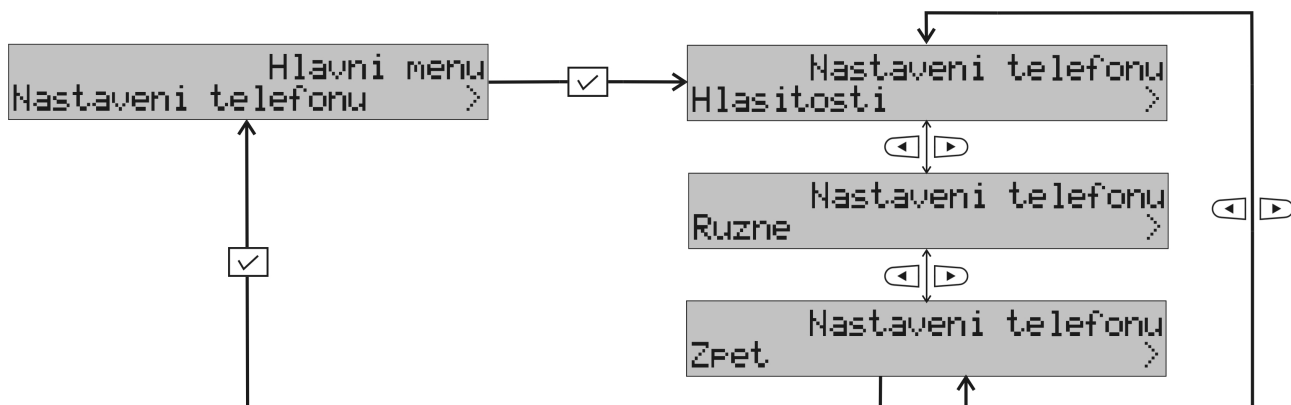 Hlavni menu
Nastaveni telefonu >
Nastaveni telefonu
Hlasitosti >
Nastaveni telefonu
Ruzne >
Nastaveni telefonu
Zpet >